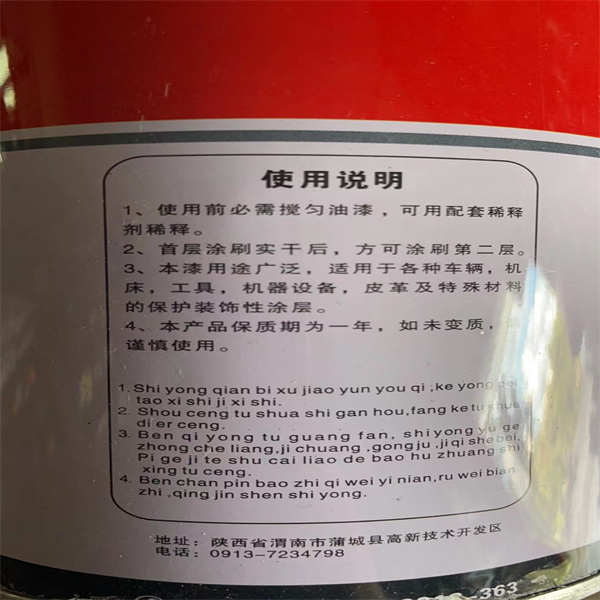 使用说明
1、使用前必需搅匀油漆，可用配套稀释
剂稀释。
2、首层涂刷实干后，方可涂刷第二层。
3、本漆用途广泛，适用于各种车辆，机
床，工具，机器设备，皮革及特殊材料
的保护装饰性涂层。
4、本产品保质期为一年，如未变质，
谨慎使用。
1. Shi yong qian bi xu jiao yun you qi ,ke yong pei
tao xi shi ji xi shi.
2. Shou ceng tu shua shi gan hou,fang ke tu shua
di er ceng.
3. Ben qi yong tu guang fan, shi yong yu ge
zhong che liang,ji chuang ,gong ju ,ji qi she bei,
Pi ge ji te shu cai liao de bao hu zhuang shi
xing tu ceng.
4. Ben chan pin bao zhi qi wei yi nian,ru wei bian
zhi ,qing jin shen shi yong.
地址：陕西省渭南市蒲城县高新技术开发区
电话：0913-7234798